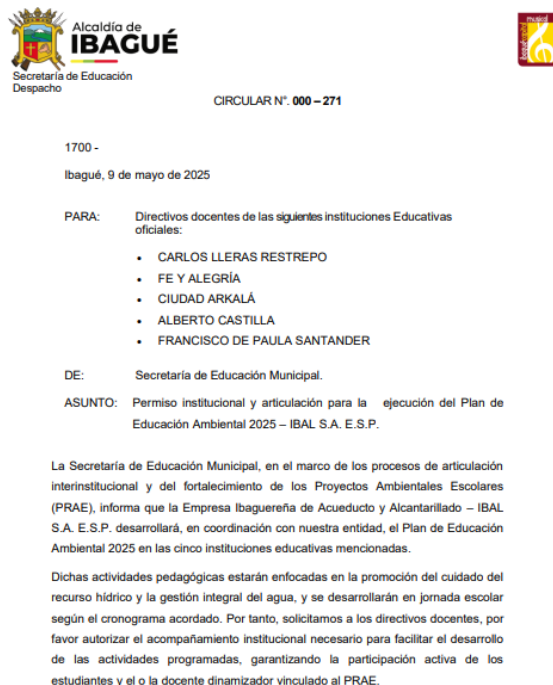 Alcaldía de
IBAGUÉ
musical
ibaguécapital
Secretaría de Educación
Despacho
CIRCULAR N°. 000 – 271
1700 -
Ibagué, 9 de mayo de 2025
PARA: Directivos docentes de las siguientes instituciones Educativas
oficiales:
• CARLOS LLERAS RESTREPO
• FE Y ALEGRÍA
• CIUDAD ARKALÁ
• ALBERTO CASTILLA
• FRANCISCO DE PAULA SANTANDER
DE: Secretaría de Educación Municipal.
ASUNTO: Permiso institucional y articulación para la ejecución del Plan de
Educación Ambiental 2025 – IBAL S.A. E.S.P.
La Secretaría de Educación Municipal, en el marco de los procesos de articulación
interinstitucional y del fortalecimiento de los Proyectos Ambientales Escolares
(PRAE), informa que la Empresa Ibaguereña de Acueducto y Alcantarillado – IBAL
S.A. E.S.P. desarrollará, en coordinación con nuestra entidad, el Plan de Educación
Ambiental 2025 en las cinco instituciones educativas mencionadas.
Dichas actividades pedagógicas estarán enfocadas en la promoción del cuidado del
recurso hídrico y la gestión integral del agua, y se desarrollarán en jornada escolar
según el cronograma acordado. Por tanto, solicitamos a los directivos docentes, por
favor autorizar el acompañamiento institucional necesario para facilitar el desarrollo
de las actividades programadas, garantizando la participación activa de los
estudiantes y el o la docente dinamizador vinculado al PRAE.